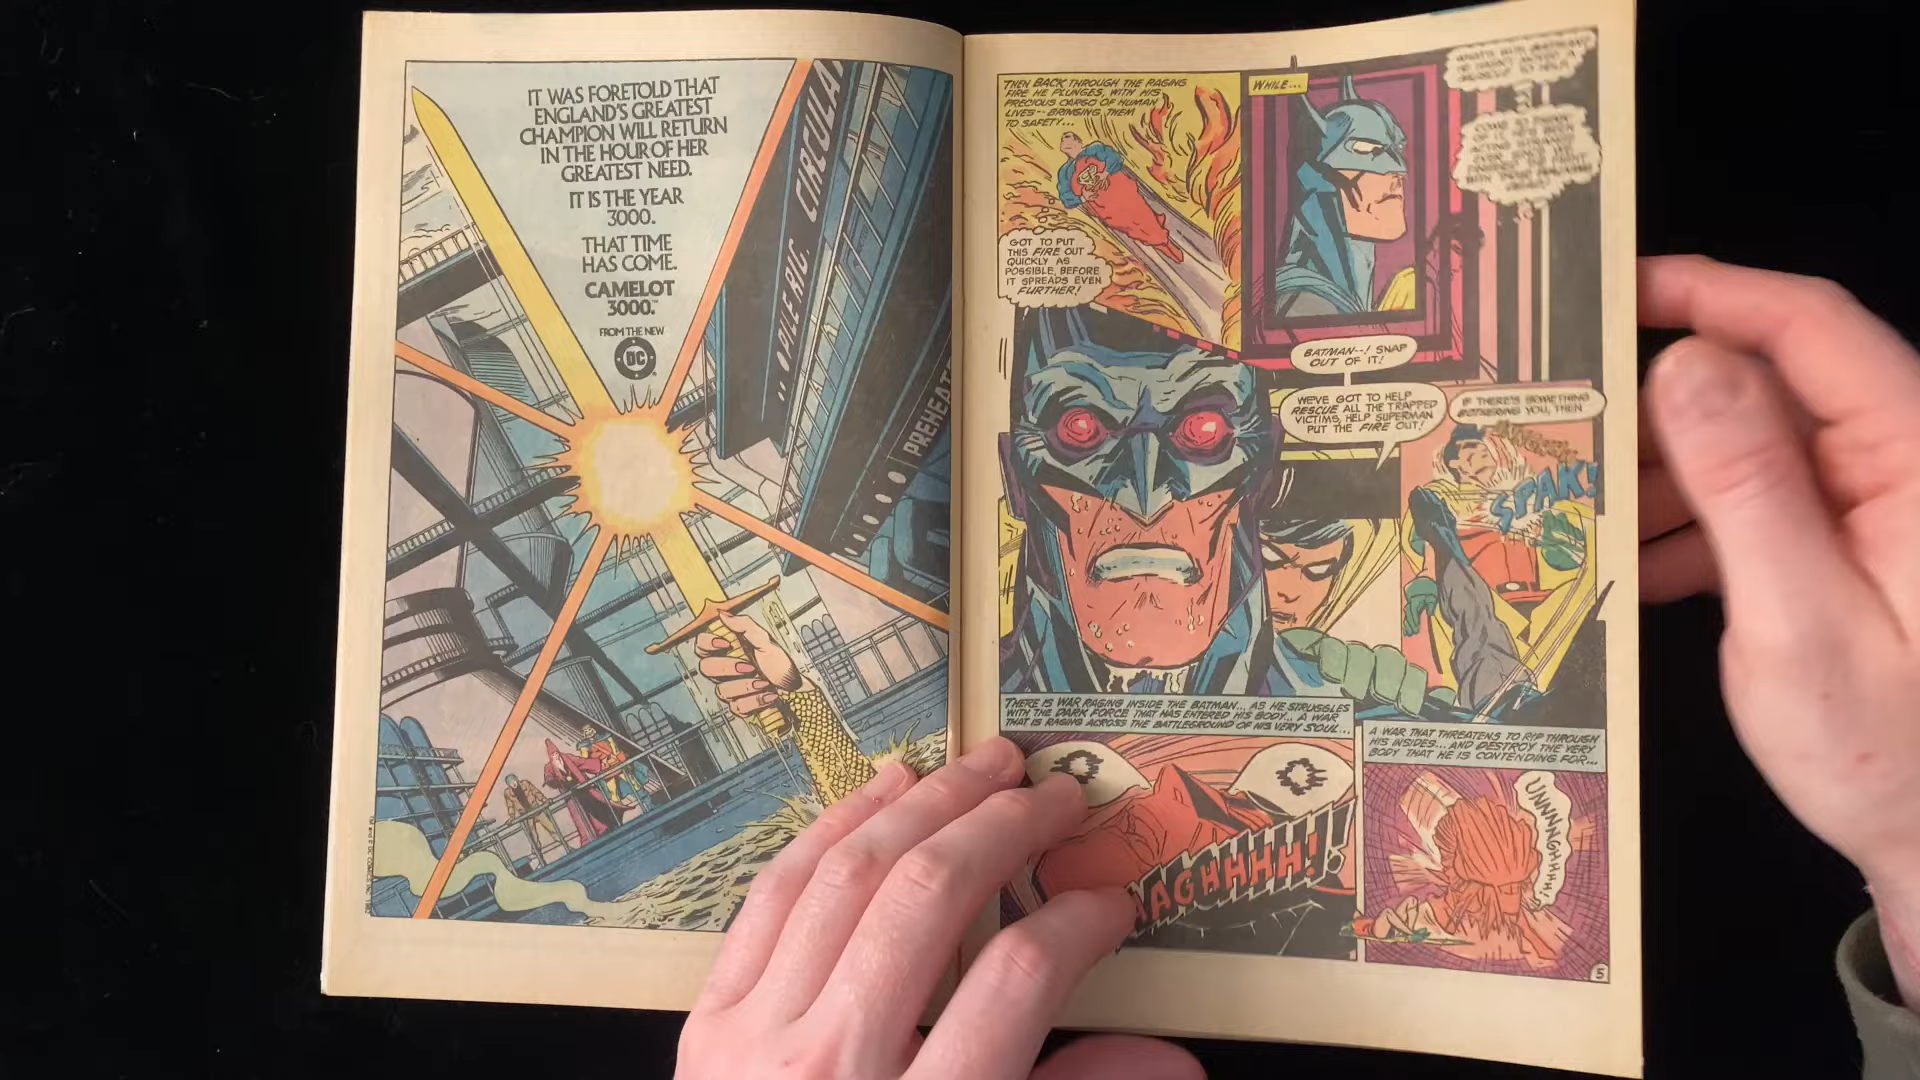 IT WAS FORETOLD THAT
ENGLAND'S GREATEST
CHAMPION WILL RETURN
IN THE HOUR OF HER
GREATEST NEED.
IT IS THE YEAR
3000.
THAT TIME
HAS COME.
CAMELOT
3000.™
FROM THE NEW
DC
CIRCULA
PREHEAT
THEN BACK THROUGH THE RAGING
FIRE HE PLUNGES, WITH HIS
PRECIOUS CARGO OF HUMAN
LIVES--BRINGING THEM
TO SAFETY...
GOT TO PUT
THIS FIRE OUT
QUICKLY AS
POSSIBLE, BEFORE
IT SPREADS EVEN
FURTHER!
WHILE...
BATMAN--! SNAP
OUT OF IT!
WE'VE GOT TO HELP
RESCUE ALL THE TRAPPED
VICTIMS, HELP SUPERMAN
PUT THE FIRE OUT!
IF THERE'S SOMETHING
BOTHERING YOU, THEN
SPAK!
THERE IS WAR RAGING INSIDE THE BATMAN... AS HE STRUGGLES
WITH THE DARK FORCE THAT HAS ENTERED HIS BODY... A WAR
THAT IS RAGING ACROSS THE BATTLEGROUND OF HIS VERY SOUL...
AAGHHHH!!
A WAR THAT THREATENS TO RIP THROUGH
HIS INSIDES... AND DESTROY THE VERY
BODY THAT HE IS CONTENDING FOR...
UNNNNGHHHH!
5